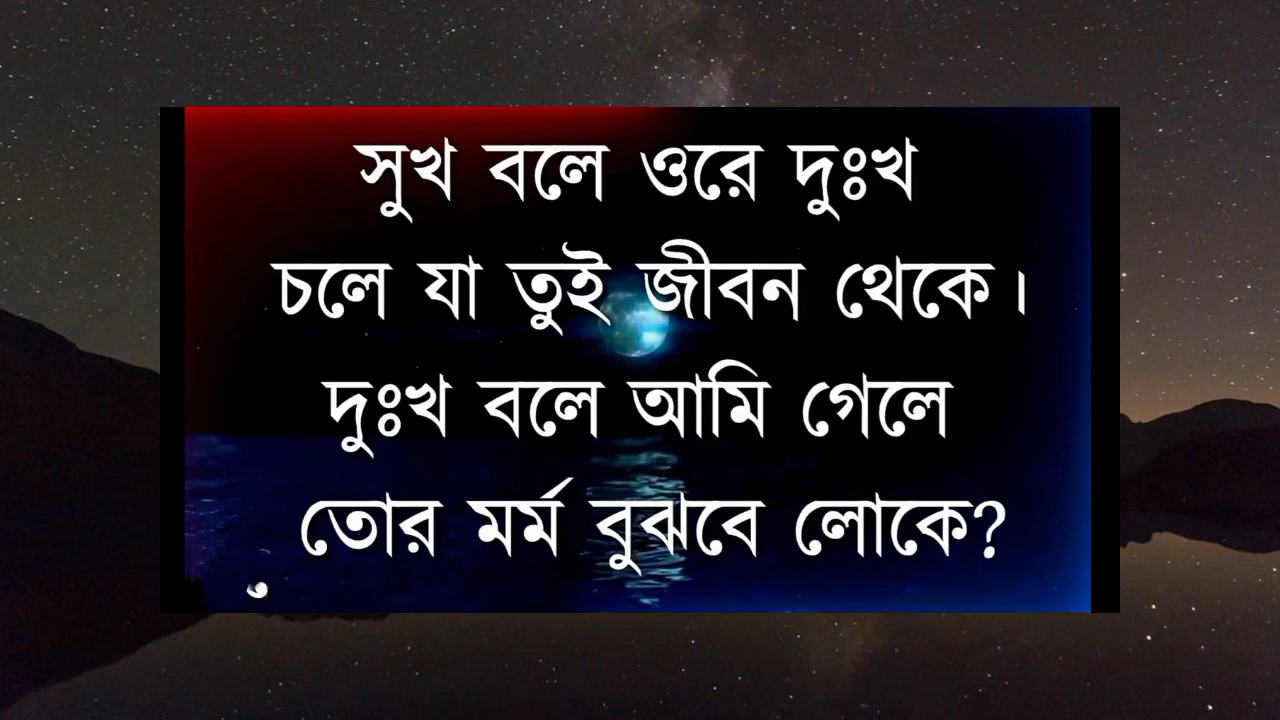 সুখ বলে ওরে দুঃখ
চলে যা তুই জীবন থেকে।
দুঃখ বলে আমি গেলে
তোর মর্ম বুঝবে লোকে?